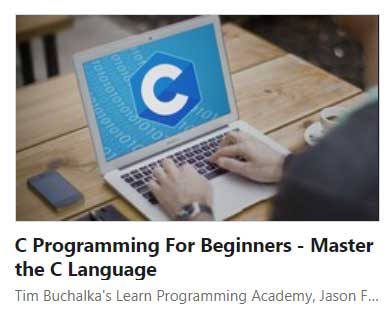 C
C Programming For Beginners - Master
the C Language
Tim Buchalka's Learn Programming Academy, Jason F...